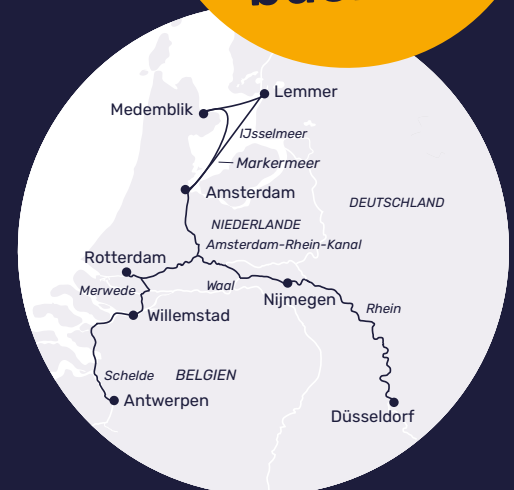 Lemmer
Medemblik
IJsselmeer
Markermeer
Amsterdam
DEUTSCHLAND
NIEDERLANDE
Amsterdam-Rhein-Kanal
Rotterdam
Merwede
Waal
Nijmegen
Rhein
Willemstad
Schelde
BELGIEN
Antwerpen
Düsseldorf